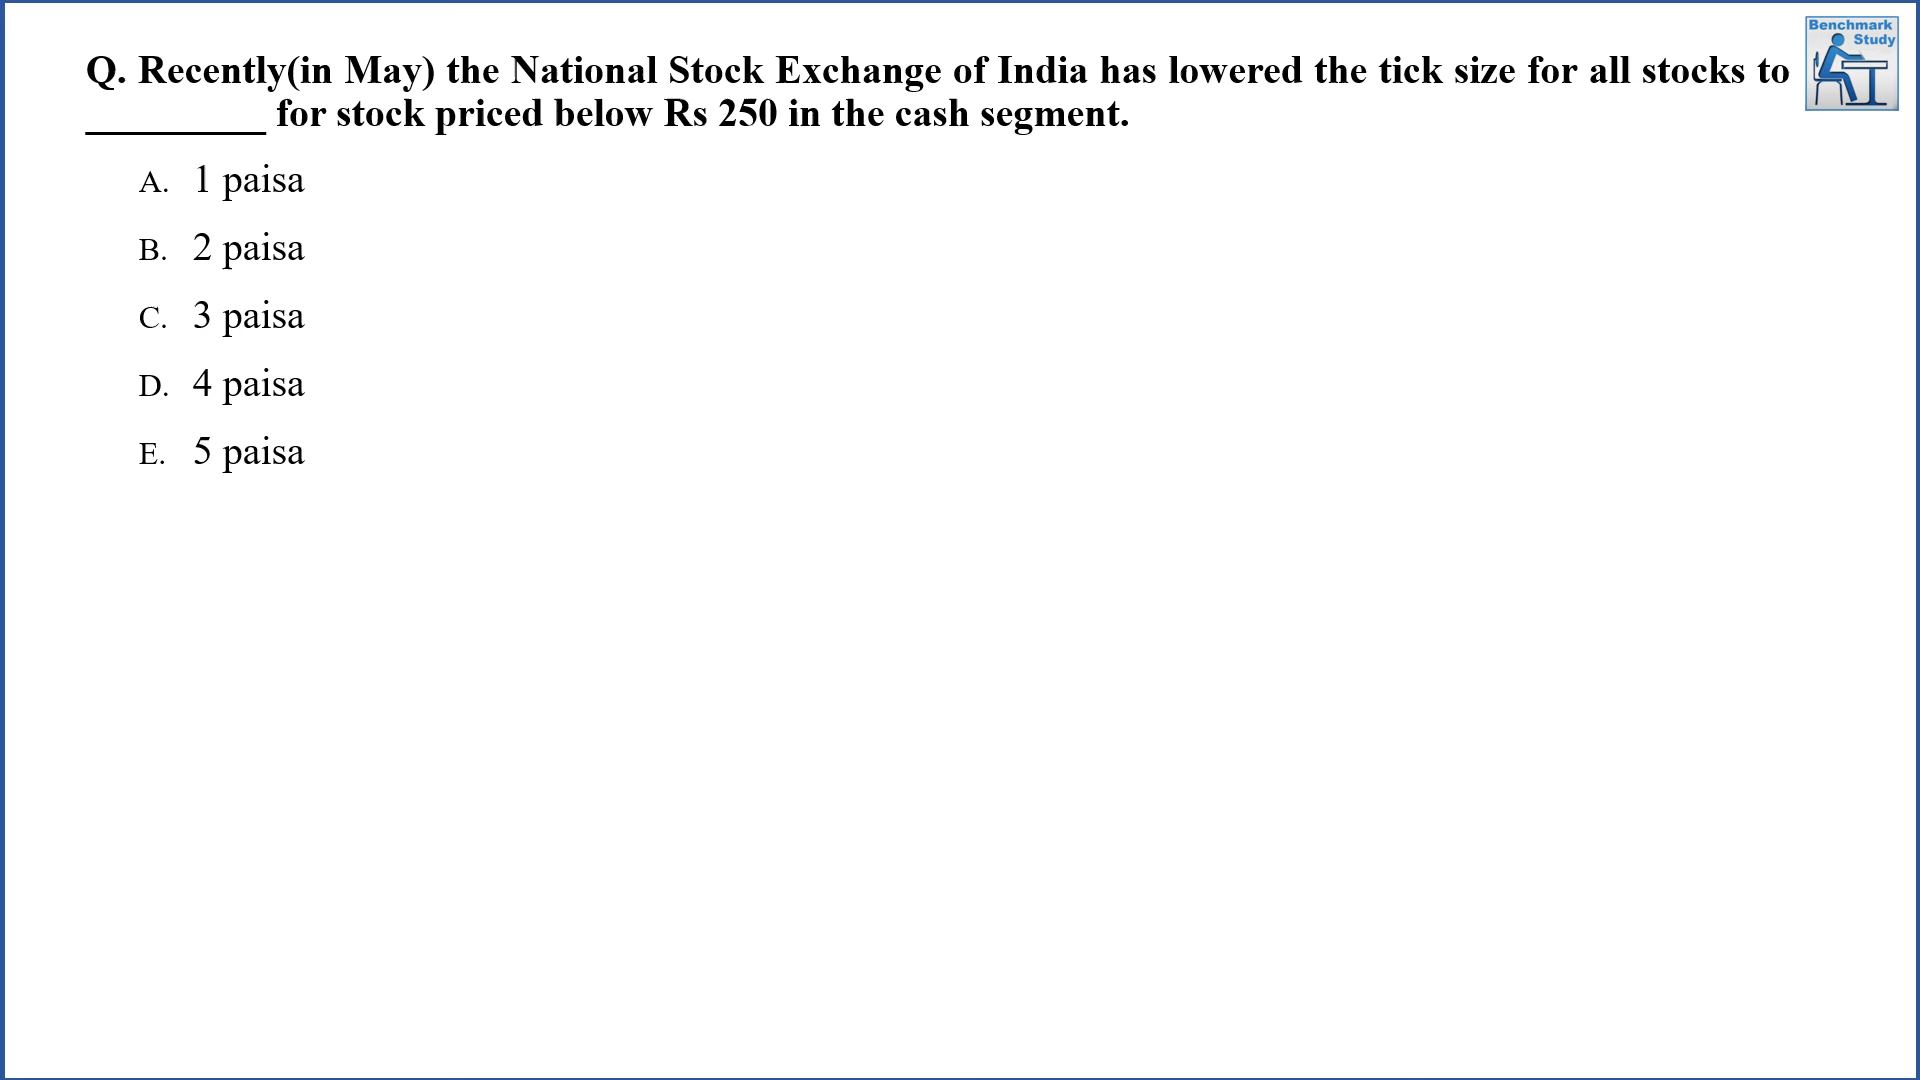 Benchmark
Study
Q. Recently(in May) the National Stock Exchange of India has lowered the tick size for all stocks to
_________ for stock priced below Rs 250 in the cash segment.
A. 1 paisa
B. 2 paisa
C. 3 paisa
D. 4 paisa
E. 5 paisa